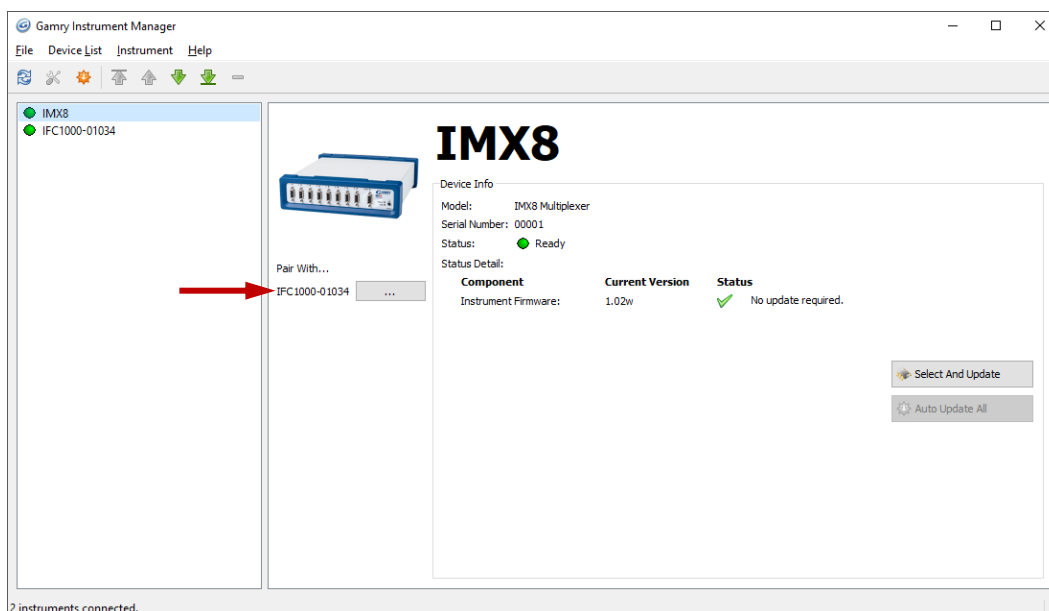 Gamry Instrument Manager
File Device List Instrument Help
IMX8
IFC1000-01034
IMX8
Device Info
Model: IMX8 Multiplexer
Serial Number: 00001
Status: Ready
Status Detail:
Component Current Version Status
Instrument Firmware: 1.02w No update required.
Pair With...
IFC1000-01034 ...
Select And Update
Auto Update All
2 instruments connected.